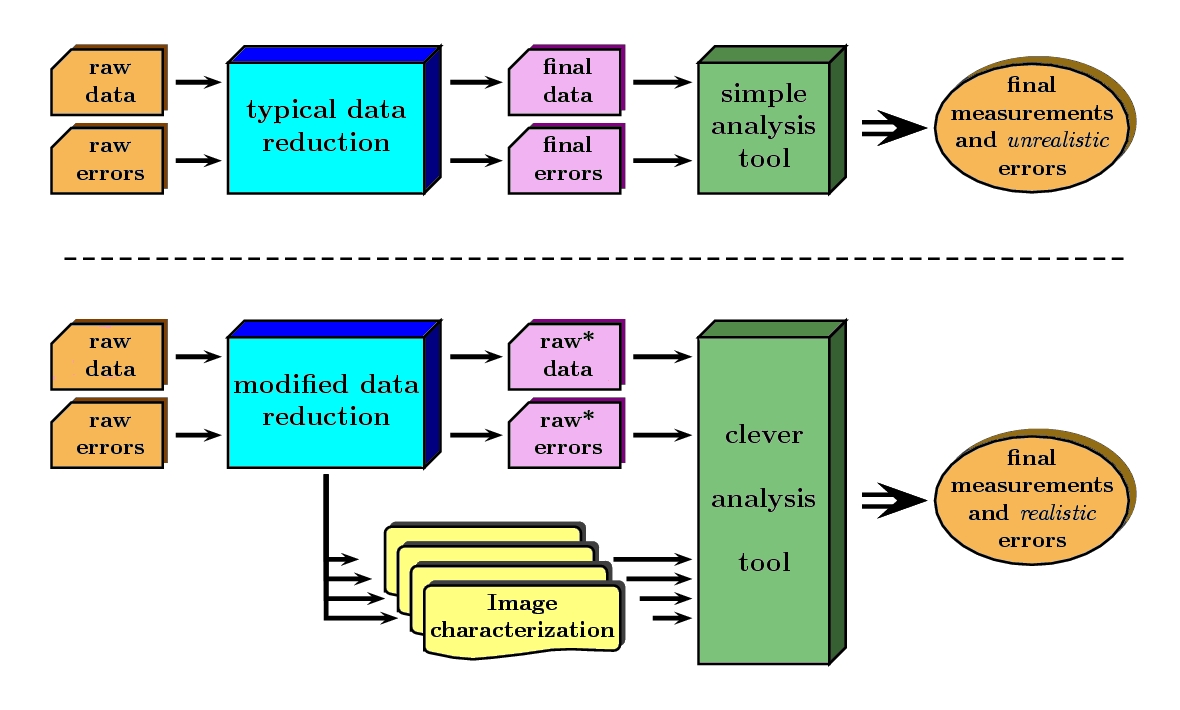 raw
data
raw
errors
typical data
reduction
final
data
final
errors
simple
analysis
tool
final
measurements
and unrealistic
errors
raw
data
raw
errors
modified data
reduction
raw*
data
raw*
errors
Image
characterization
clever
analysis
tool
final
measurements
and realistic
errors